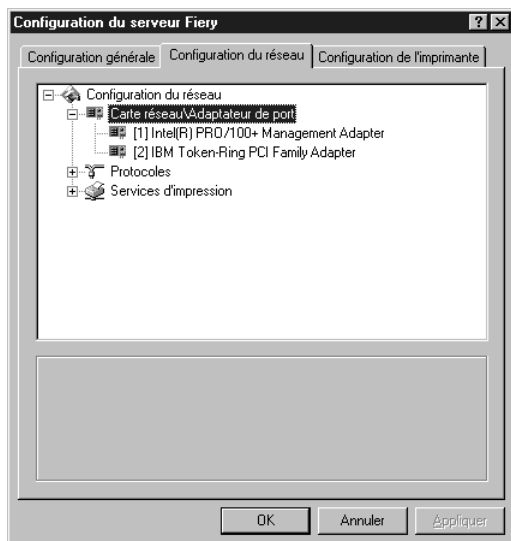 Configuration du serveur Fiery
Configuration générale Configuration du réseau Configuration de l'imprimante
Configuration du réseau
Carte réseau\Adaptateur de port
[1] Intel(R) PRO/100+ Management Adapter
[2] IBM Token-Ring PCI Family Adapter
Protocoles
Services d'impression
OK Annuler Appliquer